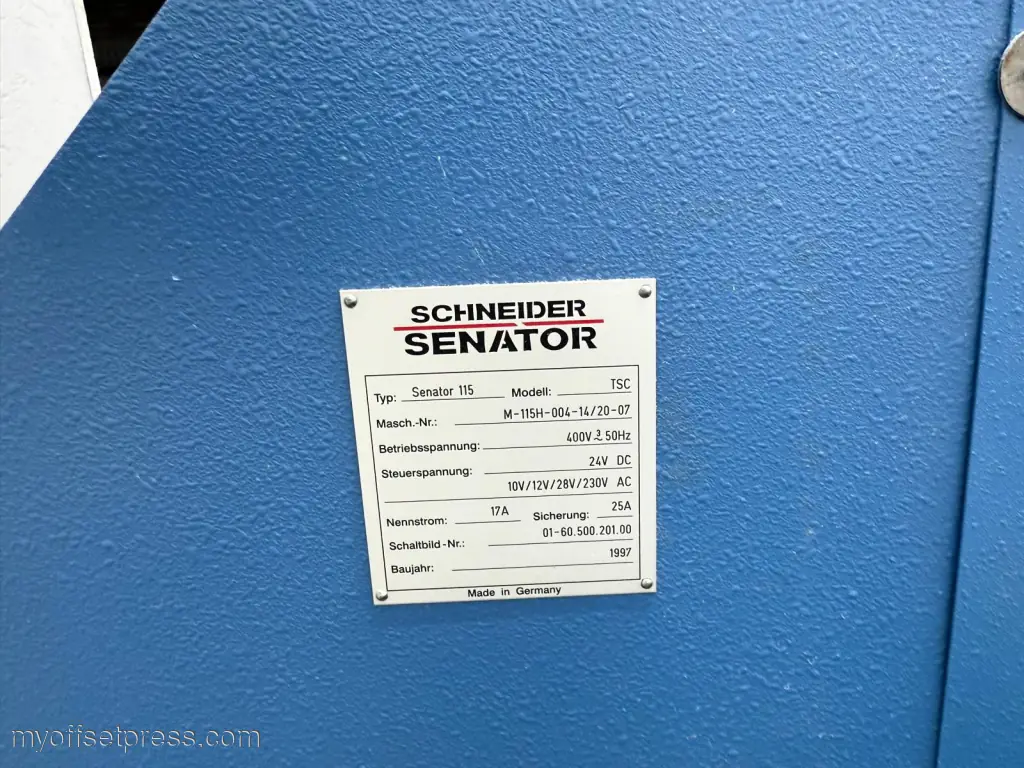 SCHNEIDER
SENATOR
Typ: Senator 115 Modell: TSC
Masch.-Nr.: M-115H-004-14/20-07
Betriebsspannung: 400V 3~ 50Hz
Steuerspannung: 24V DC
10V/12V/28V/230V AC
Nennstrom: 17A Sicherung: 25A
Schaltbild-Nr.: 01-60.500.201.00
Baujahr: 1997
Made in Germany
myoffsetpress.com